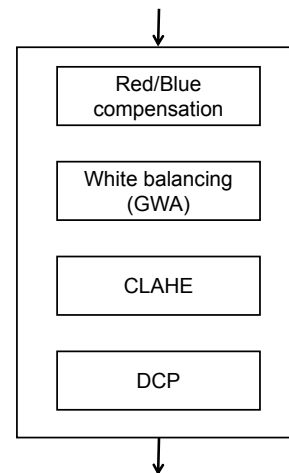 Red/Blue
compensation
White balancing
(GWA)
CLAHE
DCP